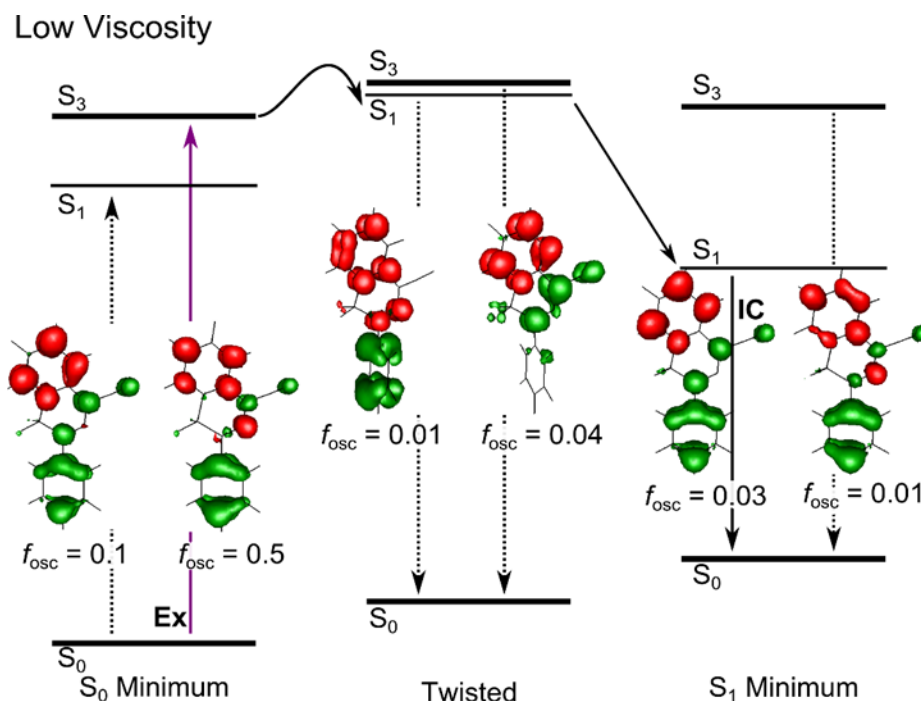 Low Viscosity
S₃
S₁
fosc = 0.1
fosc = 0.5
Ex
S₀
S₀ Minimum
S₃
S₁
fosc = 0.01
fosc = 0.04
S₀
Twisted
S₃
S₁
IC
fosc = 0.03
fosc = 0.01
S₀
S₁ Minimum